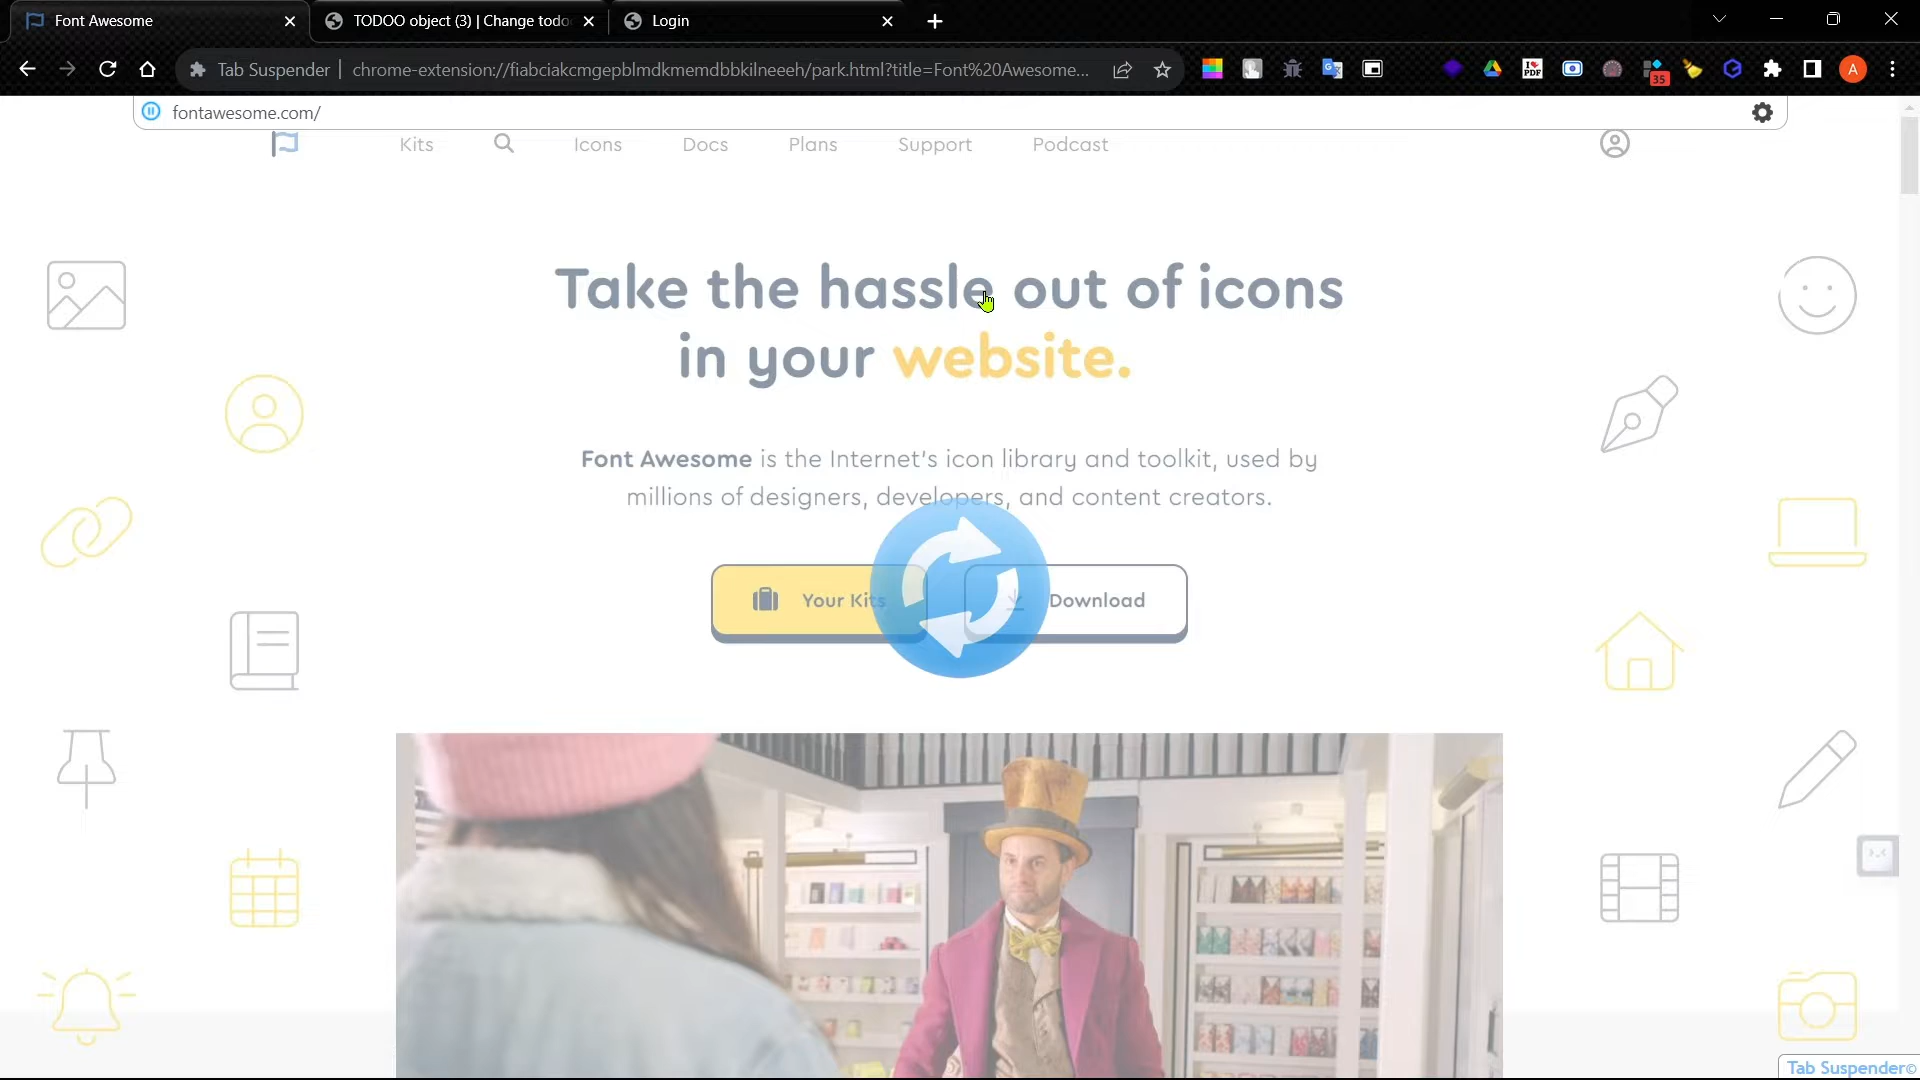 Font Awesome
TODOO object (3) | Change todo
Login
Tab Suspender
chrome-extension://fiabciakcmgepblmdkmemdbbkilneeeh/park.html?title=Font%20Awesome...
I PDF
35
A
fontawesome.com/
Kits
Icons
Docs
Plans
Support
Podcast
Take the hassle out of icons
in your website.
Font Awesome is the Internet's icon library and toolkit, used by
millions of designers, developers, and content creators.
Your Kits
Download
Tab Suspender©